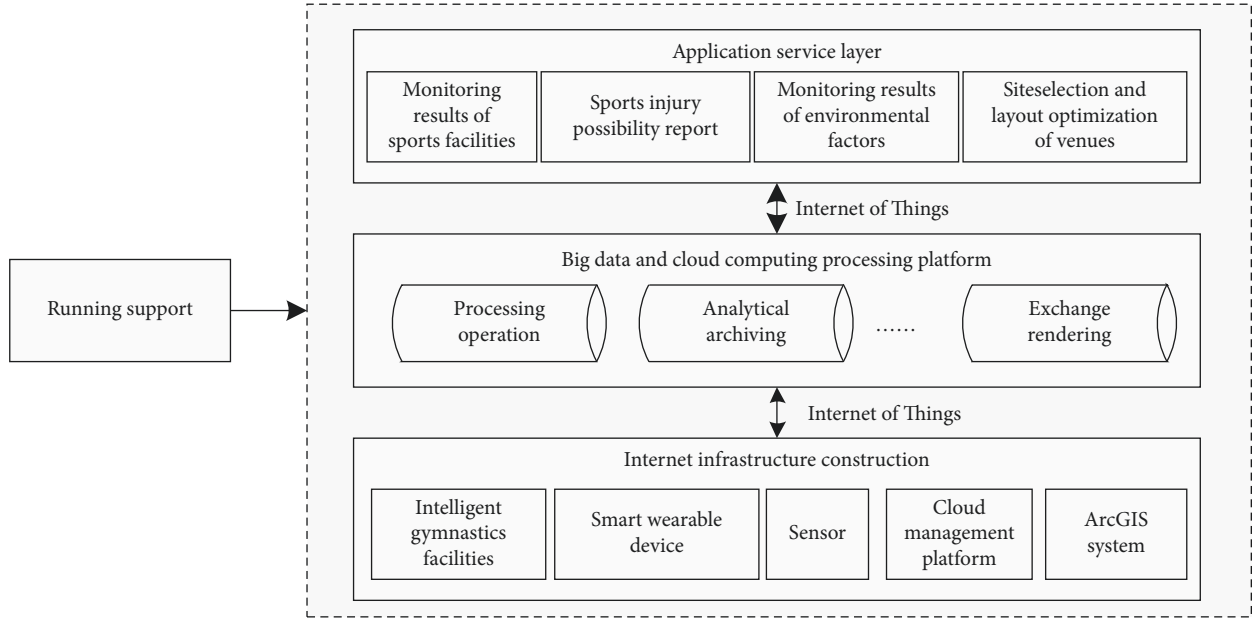 Application service layer
Monitoring
results of
sports facilities
Sports injury
possibility report
Monitoring results
of environmental
factors
Siteselection and
layout optimization
of venues
Internet of Things
Running support
Big data and cloud computing processing platform
Processing
operation
Analytical
archiving
......
Exchange
rendering
Internet of Things
Internet infrastructure construction
Intelligent
gymnastics
facilities
Smart wearable
device
Sensor
Cloud
management
platform
ArcGIS
system